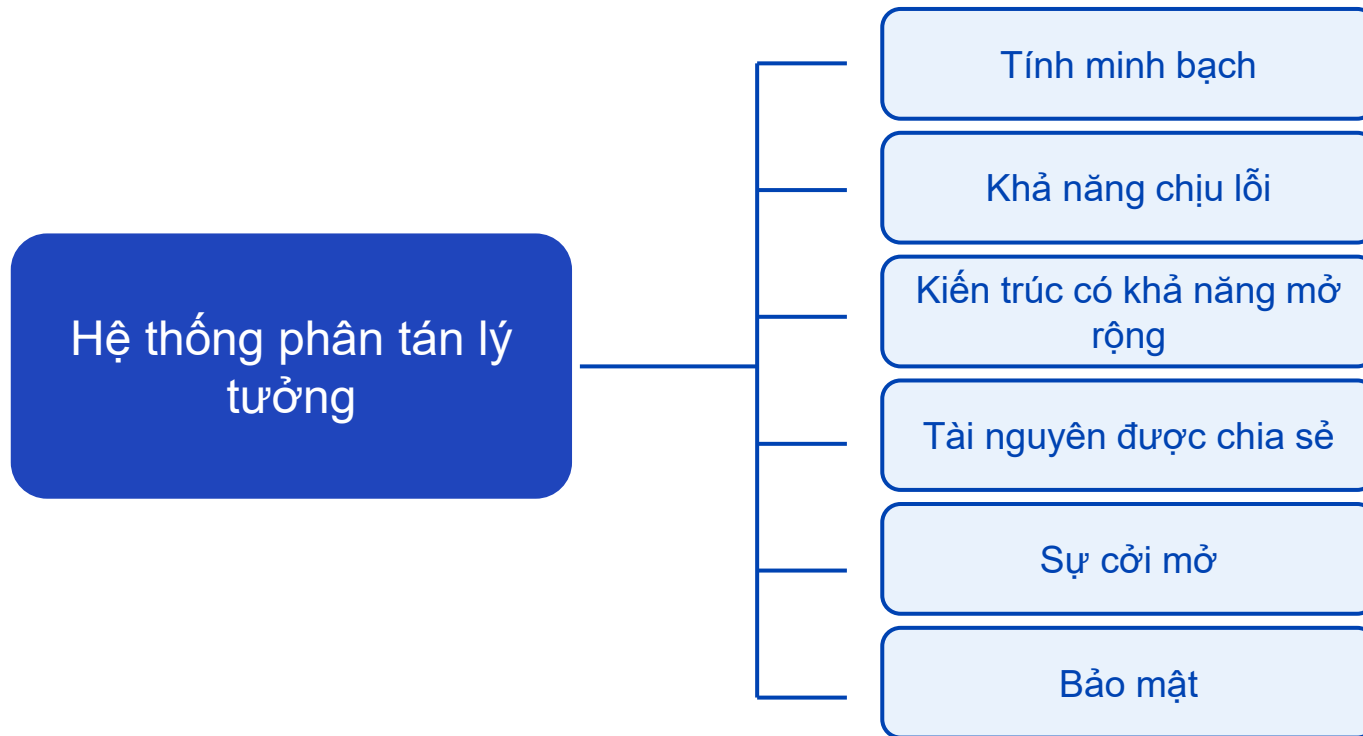 Tính minh bạch
Khả năng chịu lỗi
Kiến trúc có khả năng mở
rộng
Hệ thống phân tán lý
tưởng
Tài nguyên được chia sẻ
Sự cởi mở
Bảo mật